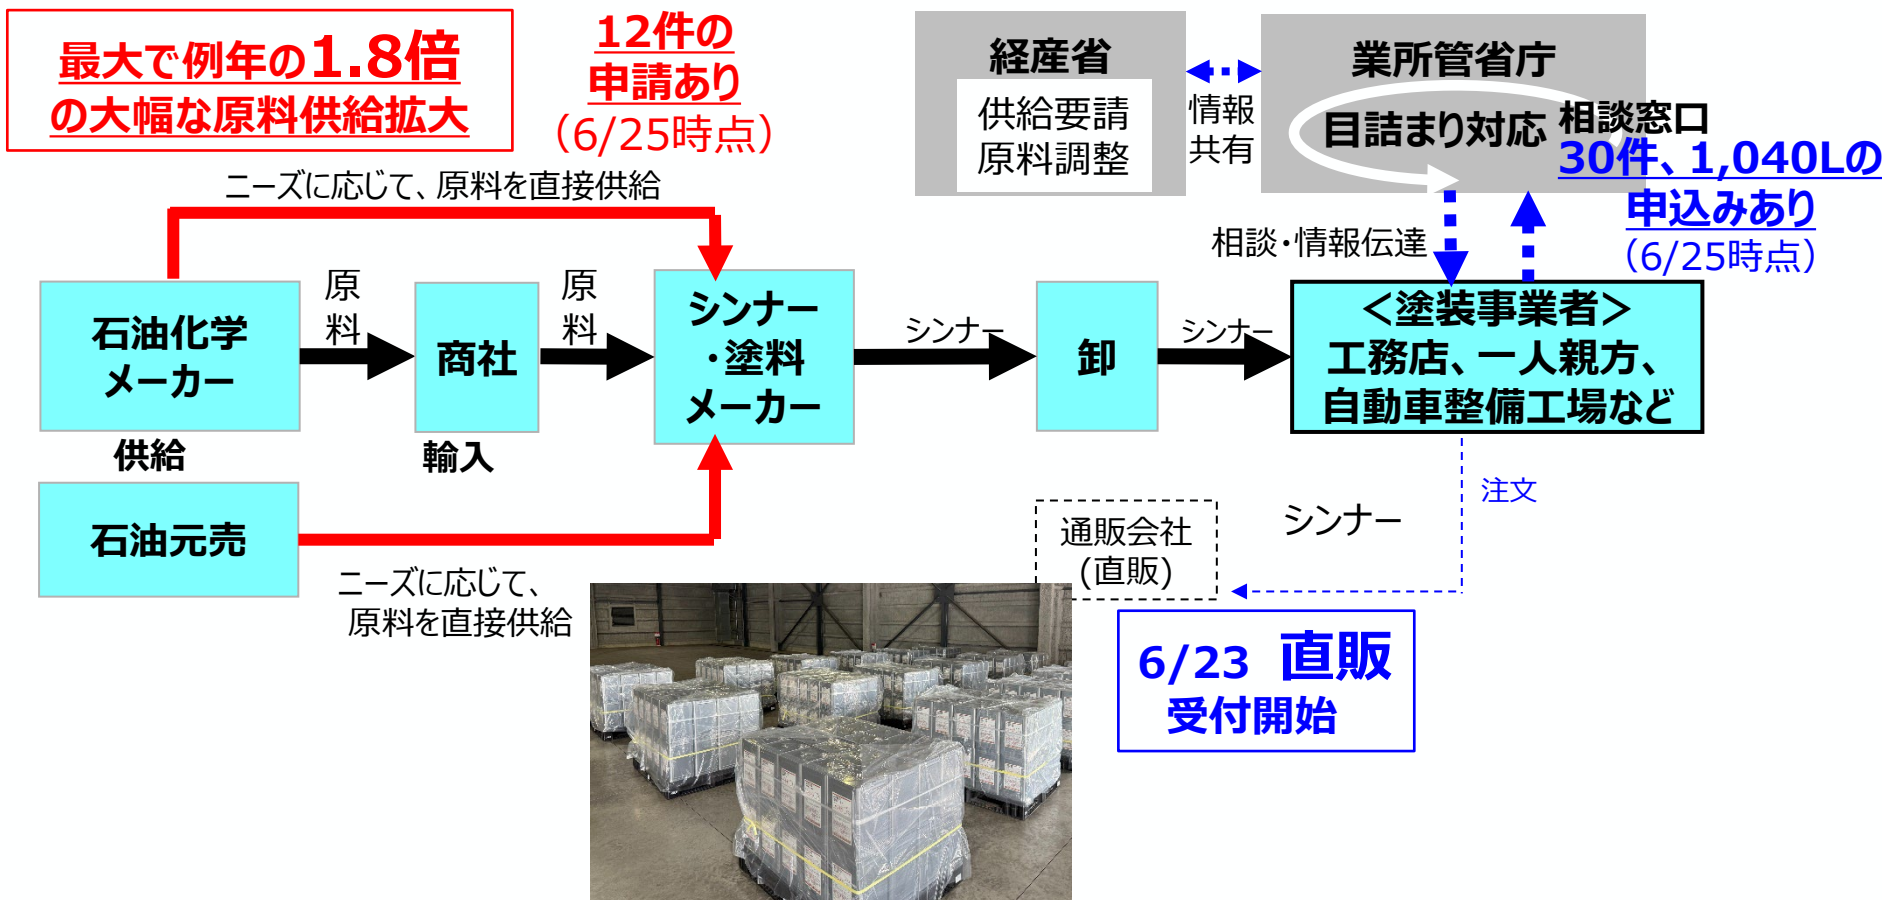 最大で例年の1.8倍
の大幅な原料供給拡大
12件の
申請あり
（6/25時点）
経産省
供給要請
原料調整
情報
共有
業所管省庁
目詰まり対応
相談窓口
30件、1,040Lの
申込みあり
（6/25時点）
ニーズに応じて、原料を直接供給
相談・情報伝達
石油化学
メーカー
原
料
商社
原
料
シンナー
・塗料
メーカー
シンナー
卸
シンナー
＜塗装事業者＞
工務店、一人親方、
自動車整備工場など
供給
輸入
石油元売
ニーズに応じて、
原料を直接供給
通販会社
(直販)
シンナー
注文
6/23 直販
受付開始